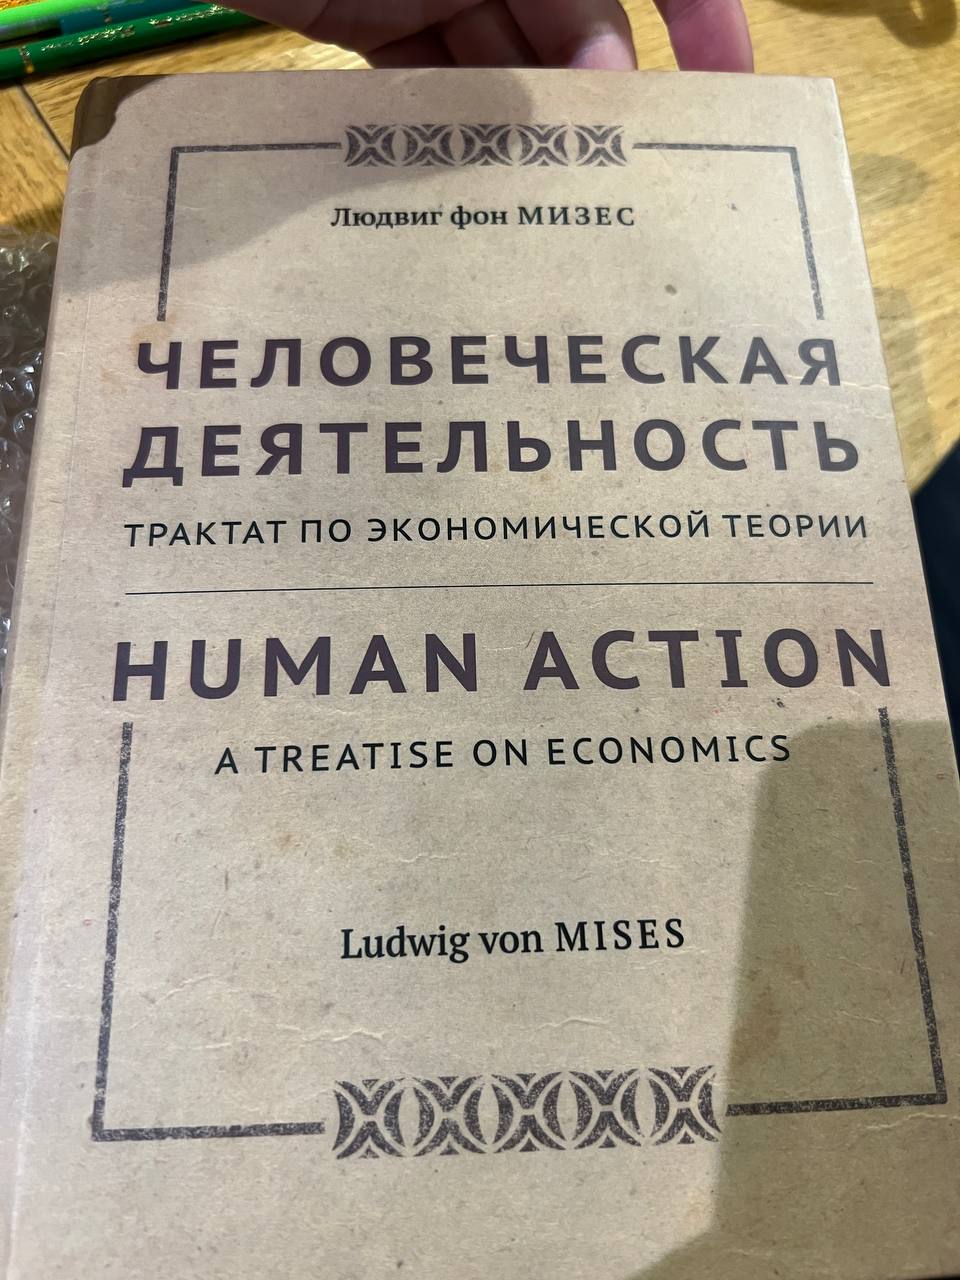 Людвиг фон МИЗЕС
ЧЕЛОВЕЧЕСКАЯ
ДЕЯТЕЛЬНОСТЬ
ТРАКТАТ ПО ЭКОНОМИЧЕСКОЙ ТЕОРИИ
HUMAN ACTION
A TREATISE ON ECONOMICS
Ludwig von MISES